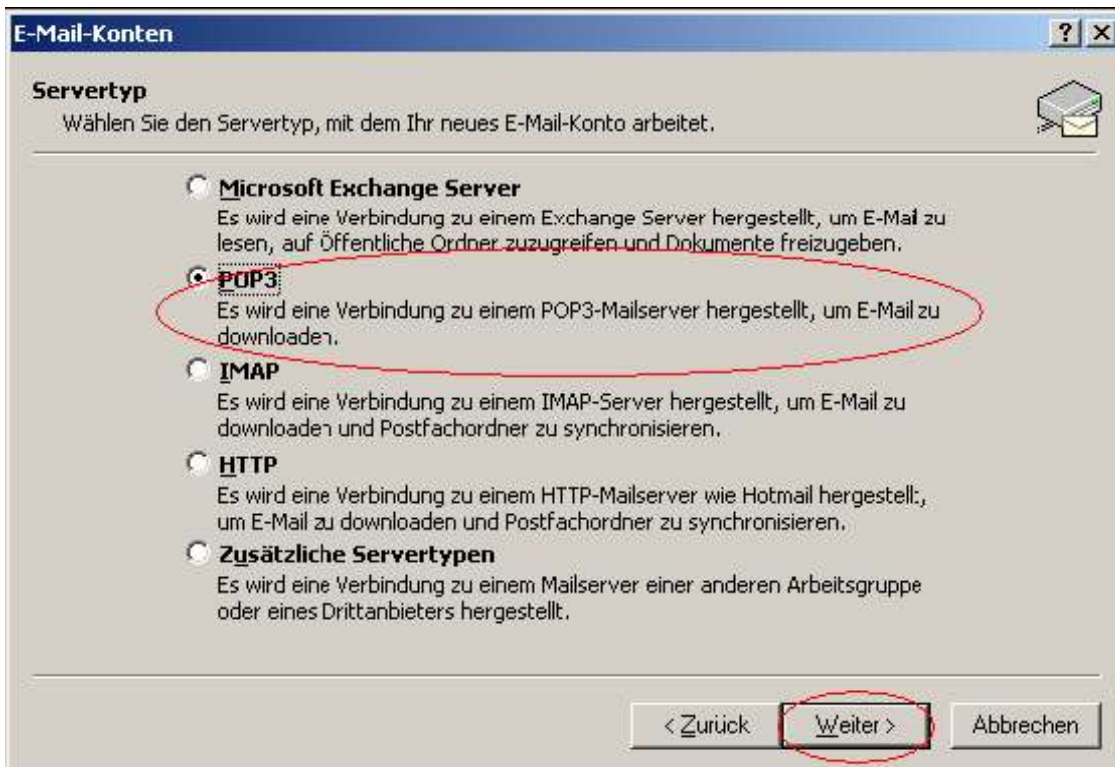 E-Mail-Konten
Servertyp
Wählen Sie den Servertyp, mit dem Ihr neues E-Mail-Konto arbeitet.
Microsoft Exchange Server
Es wird eine Verbindung zu einem Exchange Server hergestellt, um E-Mail zu
lesen, auf Öffentliche Ordner zuzugreifen und Dokumente freizugeben.
POP3
Es wird eine Verbindung zu einem POP3-Mailserver hergestellt, um E-Mail zu
downloaden.
IMAP
Es wird eine Verbindung zu einem IMAP-Server hergestellt, um E-Mail zu
downloaden und Postfachordner zu synchronisieren.
HTTP
Es wird eine Verbindung zu einem HTTP-Mailserver wie Hotmail hergestellt,
um E-Mail zu downloaden und Postfachordner zu synchronisieren.
Zusätzliche Servertypen
Es wird eine Verbindung zu einem Mailserver einer anderen Arbeitsgruppe
oder eines Drittanbieters hergestellt.
< Zurück Weiter > Abbrechen